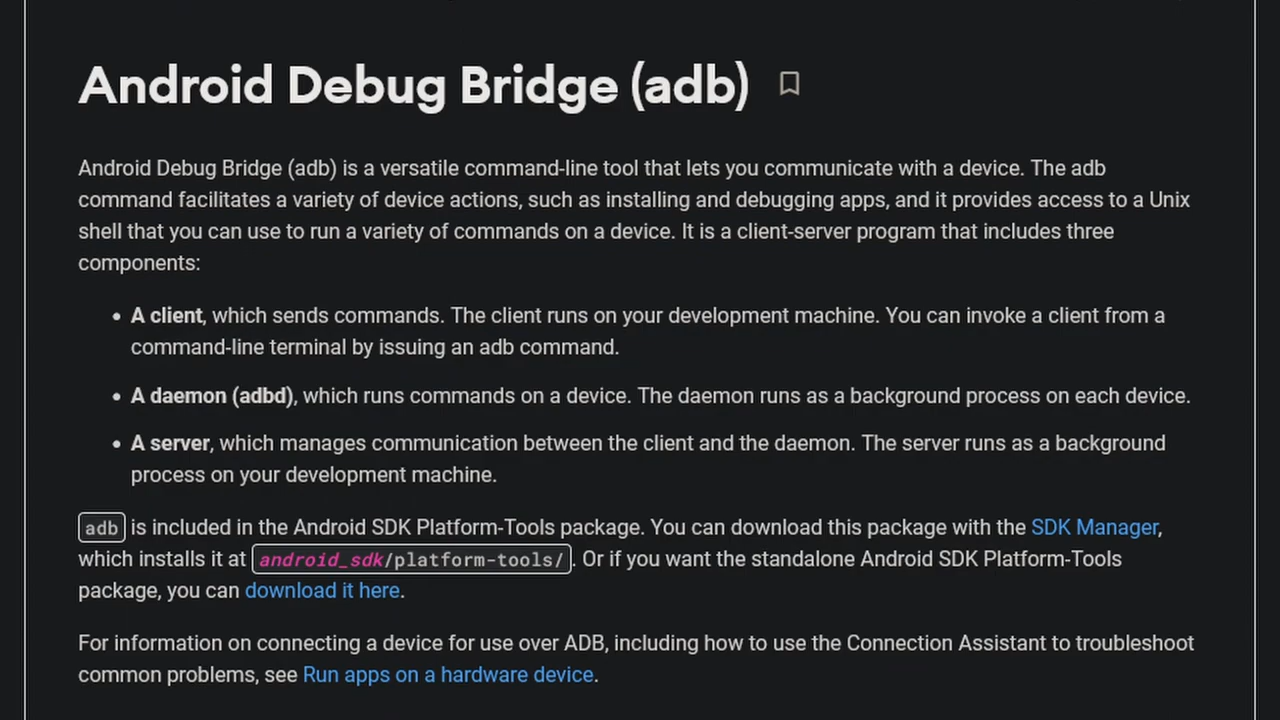 Android Debug Bridge (adb)
Android Debug Bridge (adb) is a versatile command-line tool that lets you communicate with a device. The adb
command facilitates a variety of device actions, such as installing and debugging apps, and it provides access to a Unix
shell that you can use to run a variety of commands on a device. It is a client-server program that includes three
components:
• A client, which sends commands. The client runs on your development machine. You can invoke a client from a
command-line terminal by issuing an adb command.
• A daemon (adbd), which runs commands on a device. The daemon runs as a background process on each device.
• A server, which manages communication between the client and the daemon. The server runs as a background
process on your development machine.
adb is included in the Android SDK Platform-Tools package. You can download this package with the SDK Manager,
which installs it at android_sdk/platform-tools/. Or if you want the standalone Android SDK Platform-Tools
package, you can download it here.
For information on connecting a device for use over ADB, including how to use the Connection Assistant to troubleshoot
common problems, see Run apps on a hardware device.